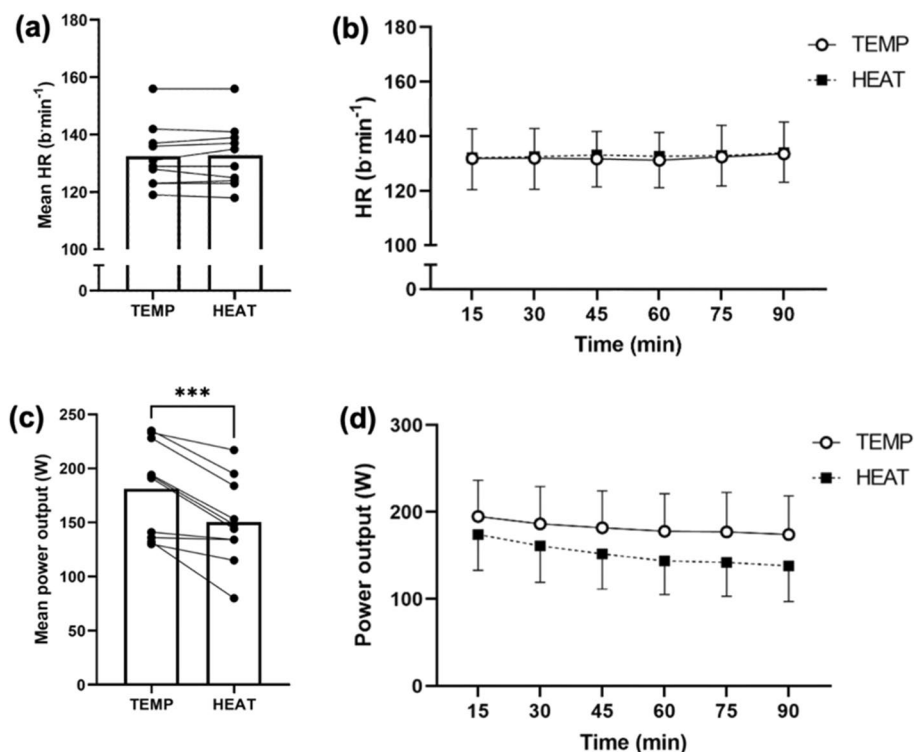 (a)
180
160
140
120
100
0
Mean HR (b·min⁻¹)
TEMP HEAT
(b)
180
160
140
120
100
0
HR (b·min⁻¹)
15 30 45 60 75 90
Time (min)
TEMP
HEAT
(c)
***
250
200
150
100
50
0
Mean power output (W)
TEMP HEAT
(d)
300
200
100
0
Power output (W)
15 30 45 60 75 90
Time (min)
TEMP
HEAT